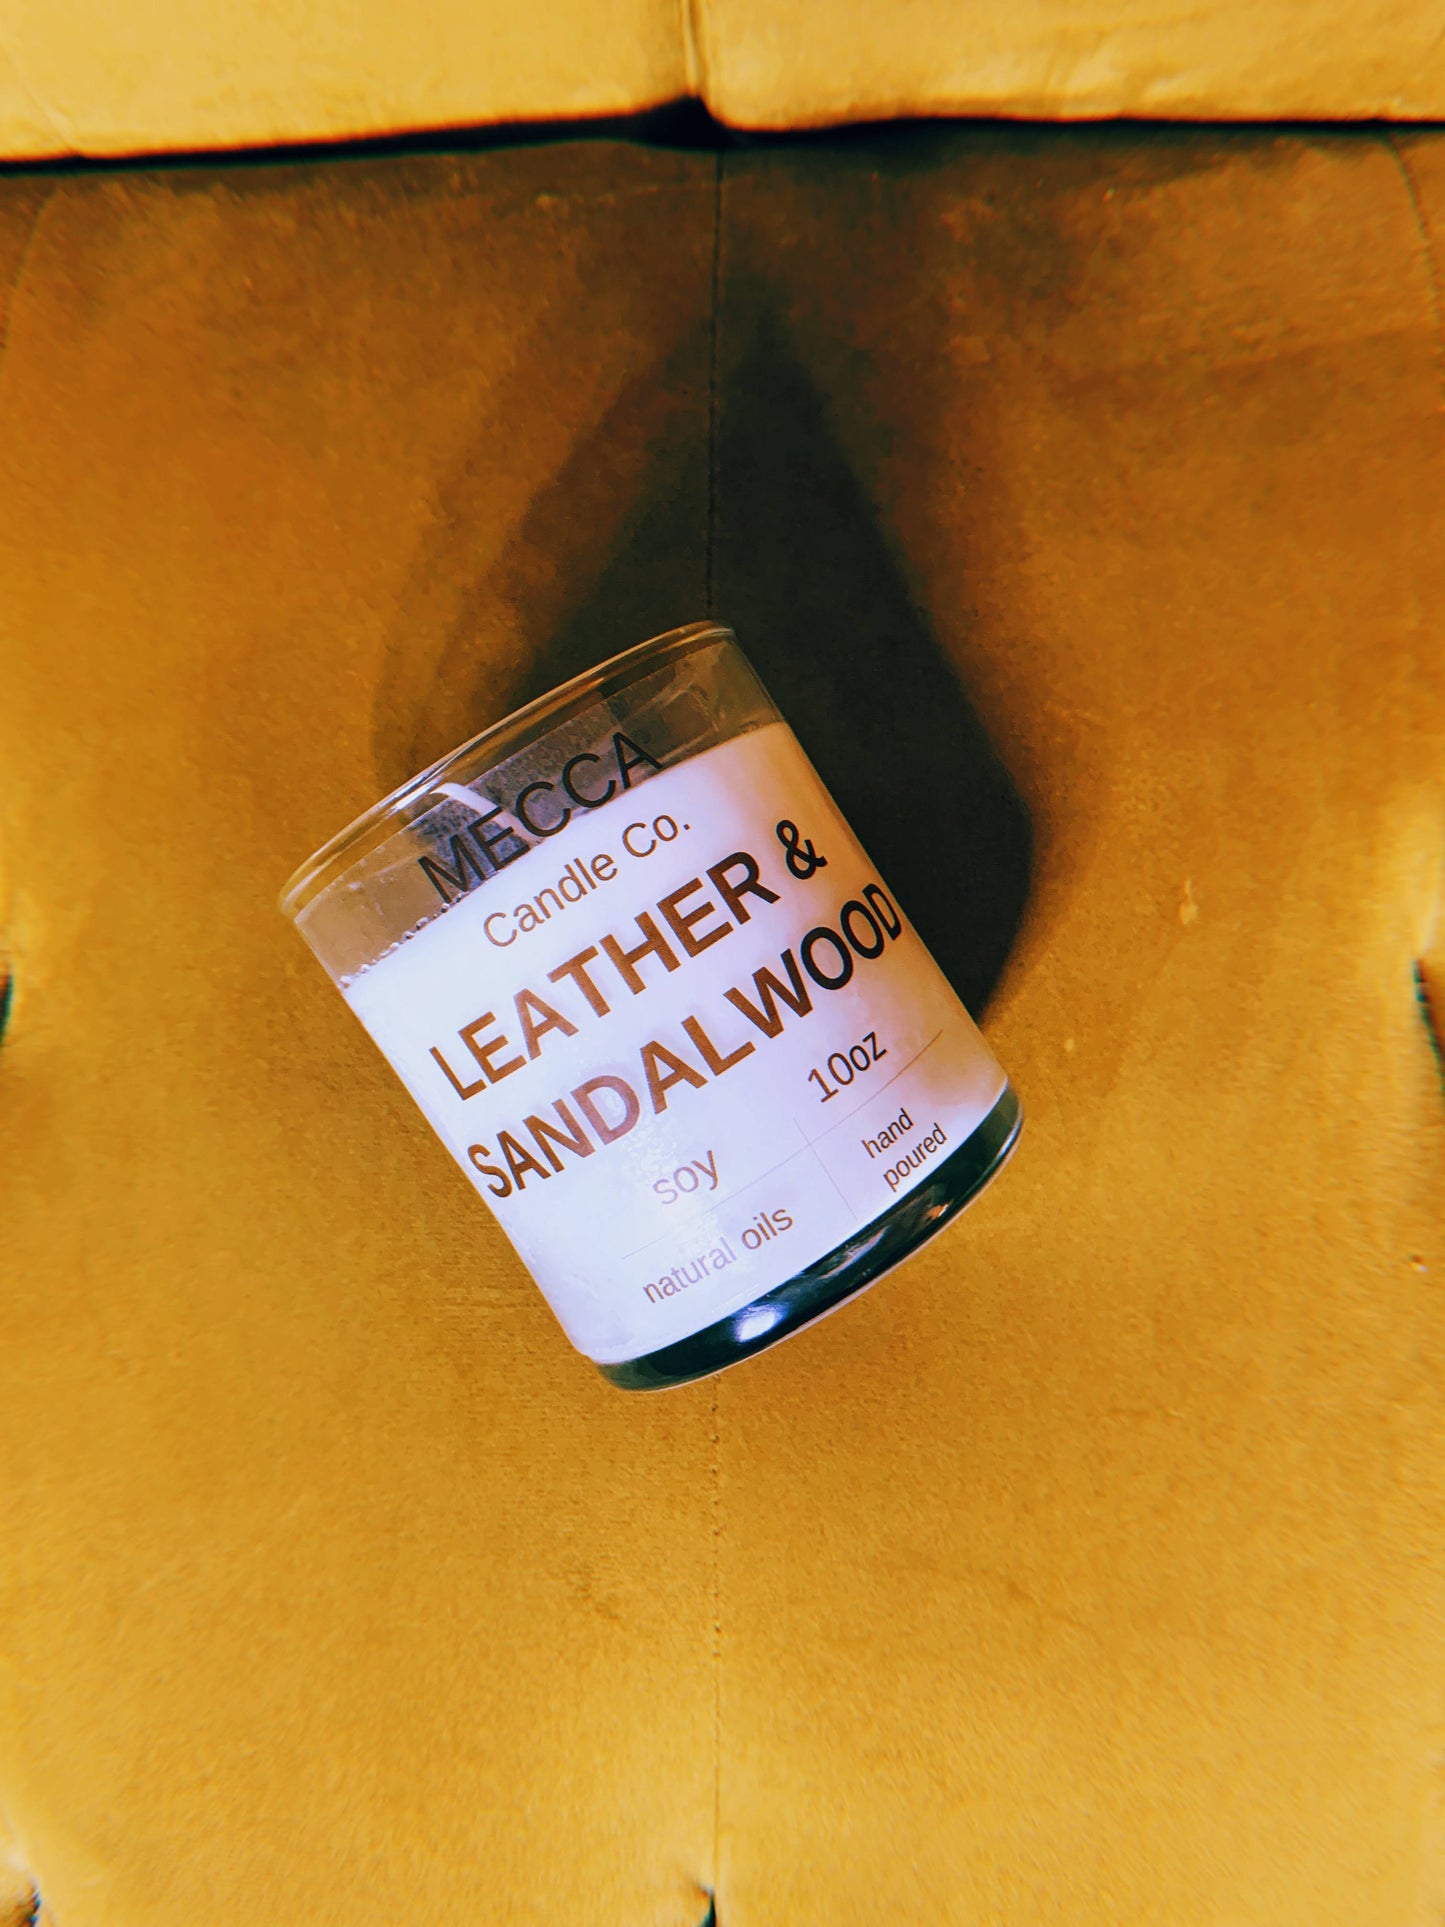 MECCA
Candle Co.
LEATHER &
SANDALWOOD
soy
10oz
natural oils
hand
poured